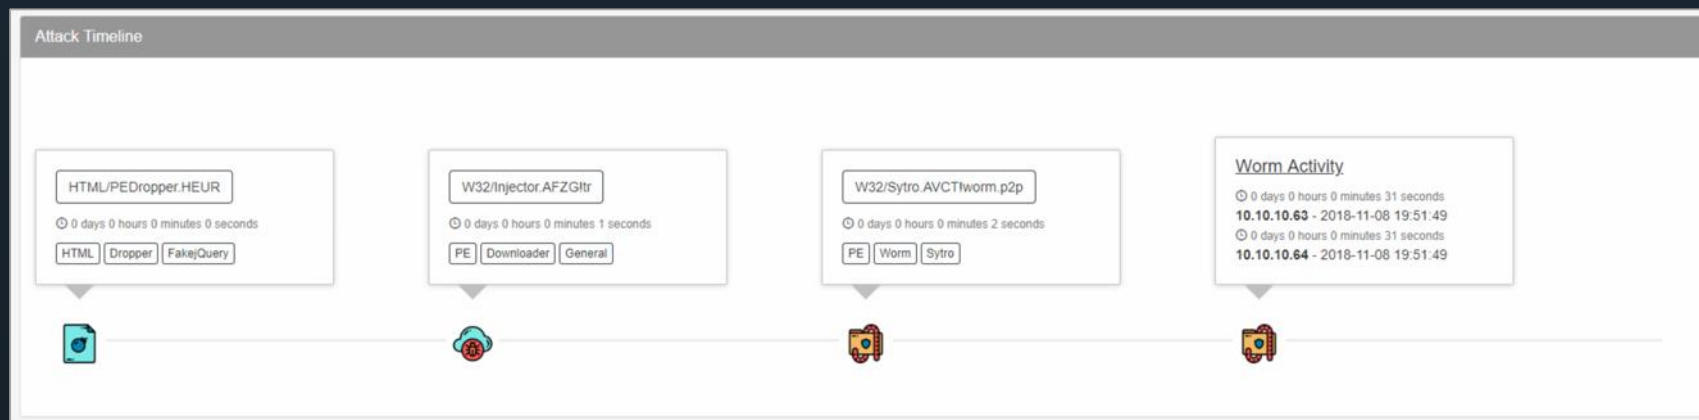 Attack Timeline
HTML/PEDropper.HEUR
0 days 0 hours 0 minutes 0 seconds
HTML Dropper FakejQuery
W32/Injector.AFZG!tr
0 days 0 hours 0 minutes 1 seconds
PE Downloader General
W32/Sytro.AVCT!worm.p2p
0 days 0 hours 0 minutes 2 seconds
PE Worm Sytro
Worm Activity
0 days 0 hours 0 minutes 31 seconds
10.10.10.63 - 2018-11-08 19:51:49
0 days 0 hours 0 minutes 31 seconds
10.10.10.64 - 2018-11-08 19:51:49